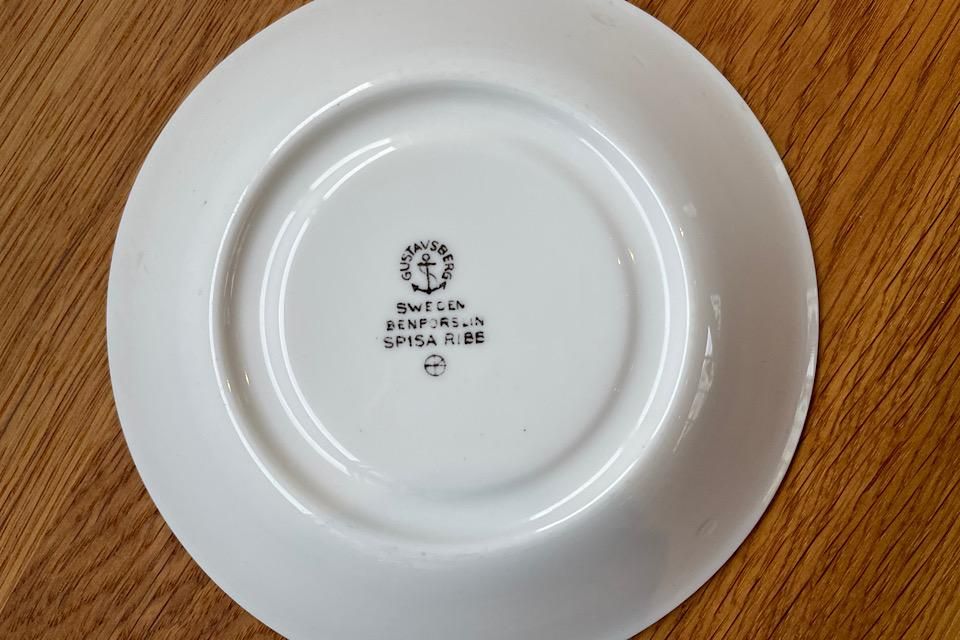 GUSTAVSBERG
SWEDEN
BENPORSLIN
SPISA RIBB